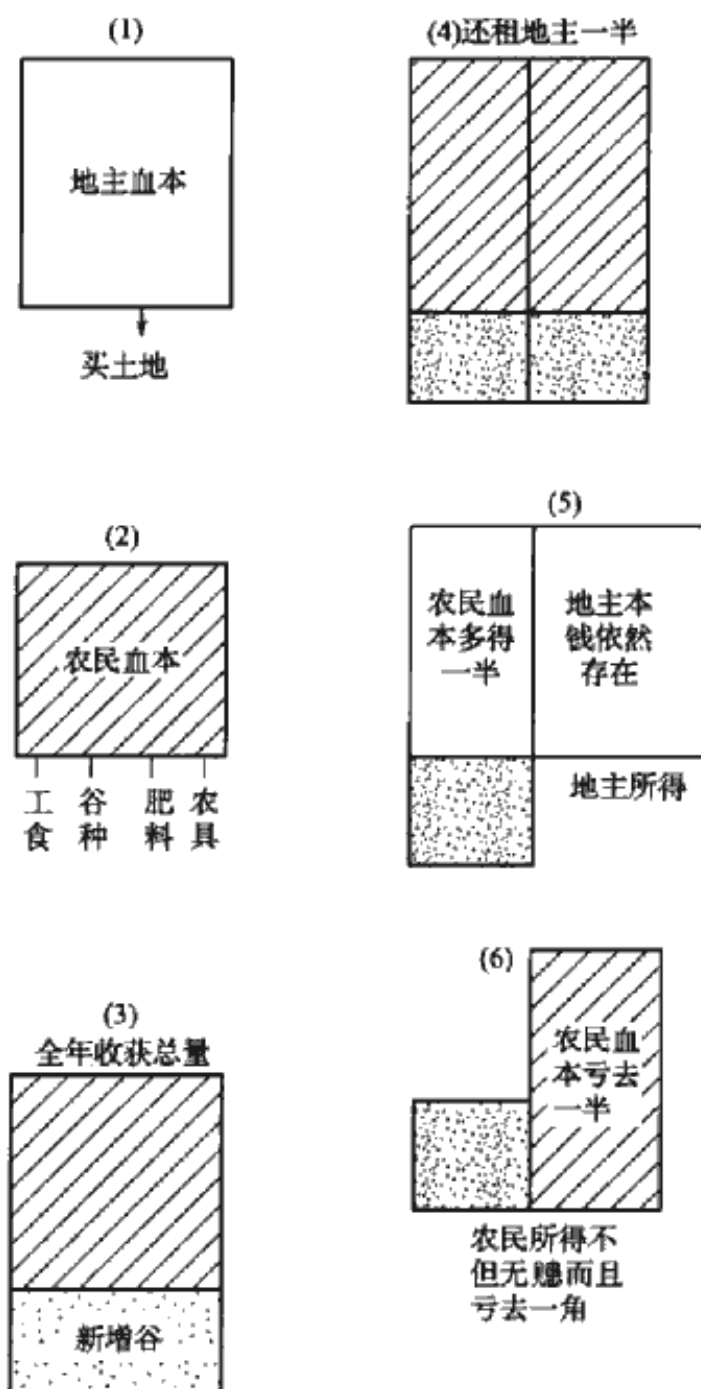 (1)
地主血本
买土地
(2)
农民血本
工食
谷种
肥料
农具
(3)
全年收获总量
新增谷
(4)还租地主一半
(5)
农民血
本多得
一半
地主本
钱依然
存在
地主所得
(6)
农民血
本亏去
一半
农民所得不
但无赚而且
亏去一角